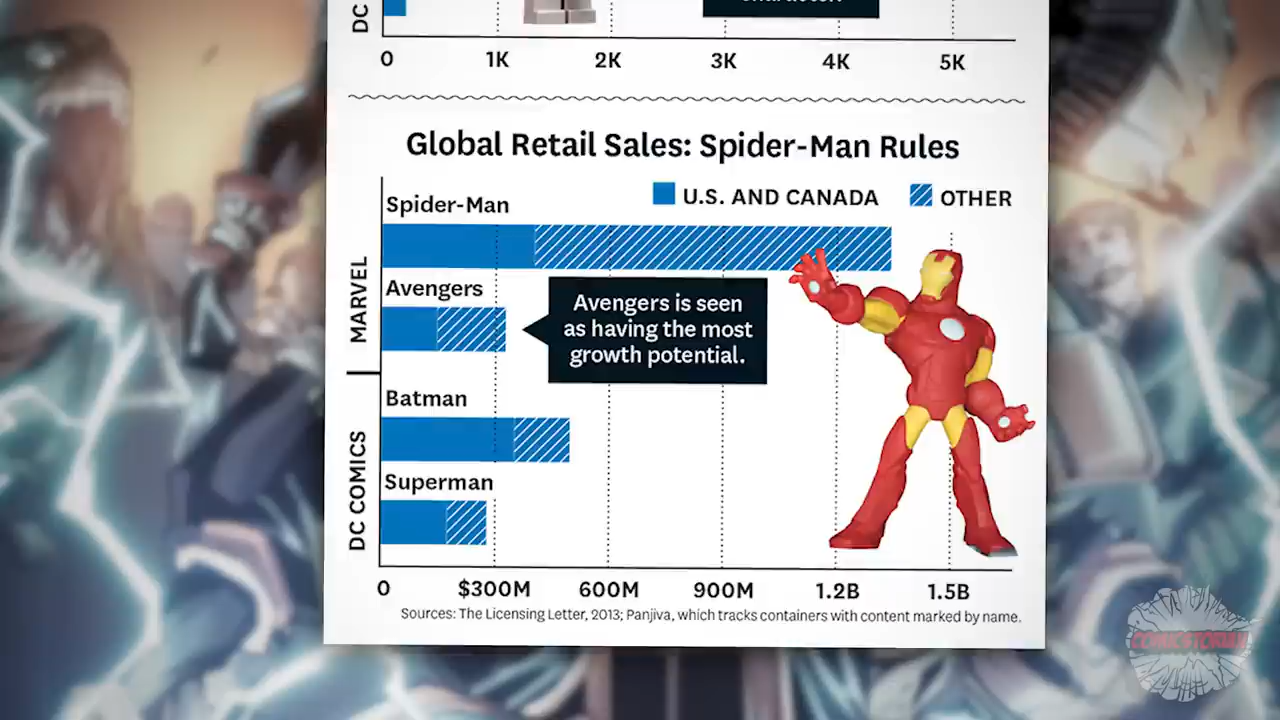 DC
0 1K 2K 3K 4K 5K
Global Retail Sales: Spider-Man Rules
U.S. AND CANADA OTHER
MARVEL
Spider-Man
Avengers
Avengers is seen
as having the most
growth potential.
DC COMICS
Batman
Superman
0 $300M 600M 900M 1.2B 1.5B
Sources: The Licensing Letter, 2013; Panjiva, which tracks containers with content marked by name.
COMICSTORIAN